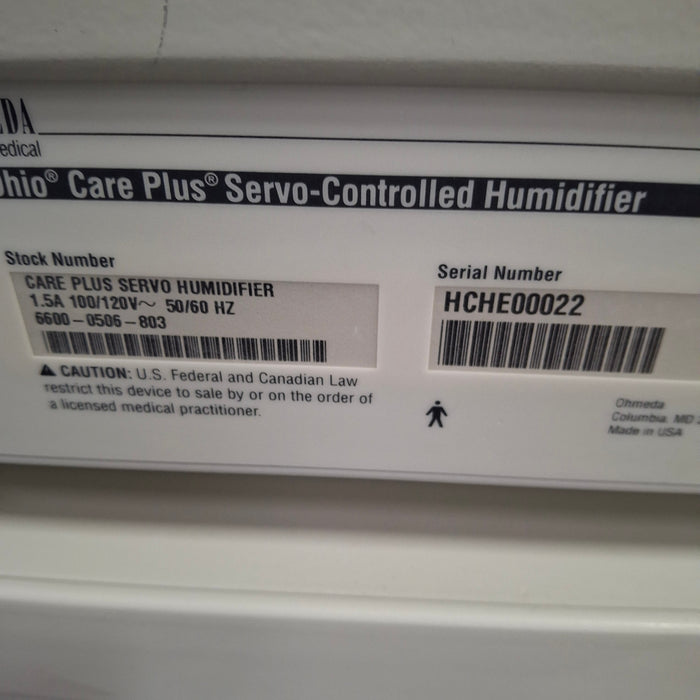 DA
edical
hio® Care Plus® Servo-Controlled Humidifier
Stock Number
CARE PLUS SERVO HUMIDIFIER
1.5A 100/120V~ 50/60 HZ
6600-0506-803
CAUTION: U.S. Federal and Canadian Law
restrict this device to sale by or on the order of
a licensed medical practitioner.
Serial Number
HCHE00022
Ohmeda
Columbia, MD
Made in USA